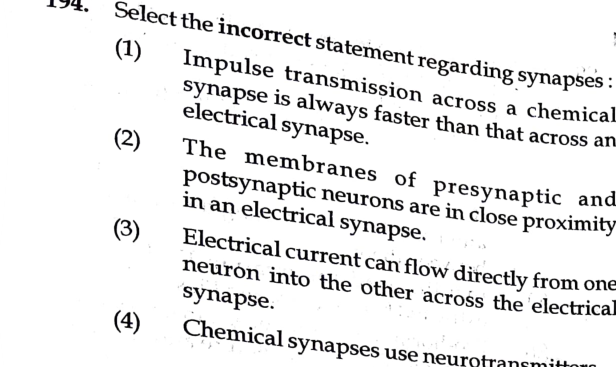 194. Select the incorrect statement regarding synapses :
(1) Impulse transmission across a chemical
synapse is always faster than that across an
electrical synapse.
(2) The membranes of presynaptic and
postsynaptic neurons are in close proximity
in an electrical synapse.
(3) Electrical current can flow directly from one
neuron into the other across the electrical
synapse.
(4) Chemical synapses use neurotransmitters